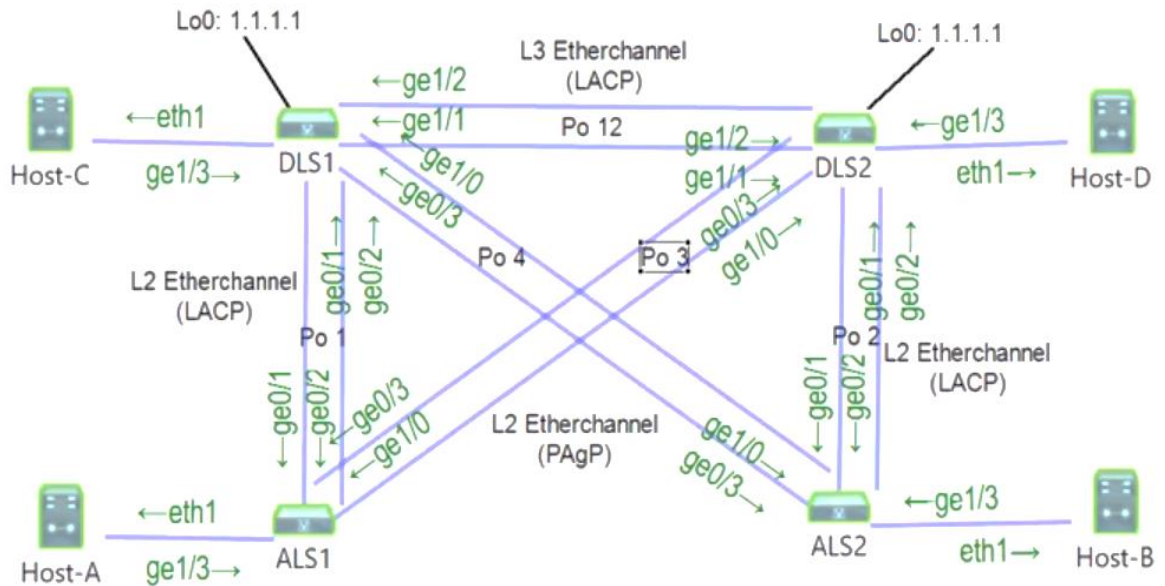 Lo0: 1.1.1.1
Lo0: 1.1.1.1
L3 Etherchannel
(LACP)
←ge1/2
←eth1
←ge1/1
Po 12
ge1/2→
←ge1/3
Host-C
ge1/3→
DLS1
←ge1/0
←ge0/3
ge1/1→
DLS2
eth1→
Host-D
ge0/3→
ge1/0→
Po 4
Po 3
L2 Etherchannel
(LACP)
ge0/1→
ge0/2→
ge0/1→
ge0/2→
Po 1
Po 2
L2 Etherchannel
(LACP)
←ge0/1
←ge0/2
←ge0/3
←ge1/0
L2 Etherchannel
(PAgP)
←ge0/1
←ge0/2
ge1/0→
ge0/3→
←eth1
←ge1/3
Host-A
ge1/3→
ALS1
ALS2
eth1→
Host-B